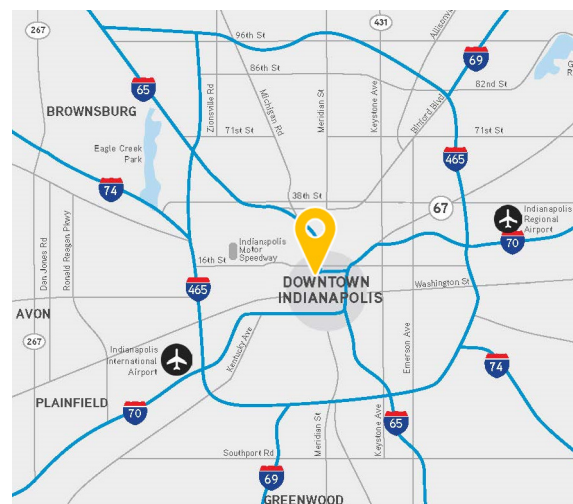 267
431
Allisonv
96th St
69
65
86th St
82nd St
G
R
BROWNSBURG
Zionsville Rd
Michigan Rd
Meridian St
Keystone Ave
Binford Blvd
71st St
71st St
Eagle Creek
Park
465
74
38th St
67
Indianapolis
Regional
Airport
70
Dan Jones Rd
Ronald Reagan Pkwy
Indianapolis
Motor
Speedway
16th St
DOWNTOWN
INDIANAPOLIS
Washington St
465
AVON
267
Indianapolis
International
Airport
Kentucky Ave
Emerson Ave
74
PLAINFIELD
70
Meridian St
Keystone Ave
65
Southport Rd
69
GREENWOOD